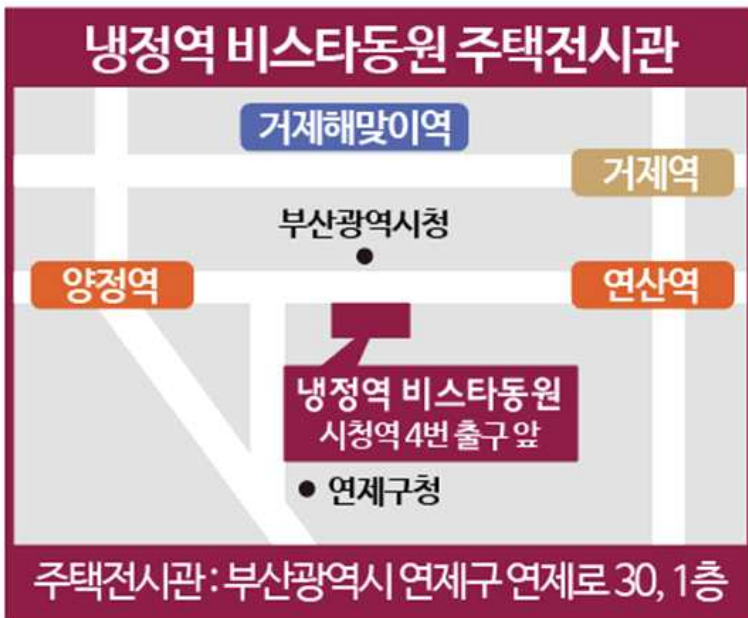 냉정역 비스타동원 주택전시관
거제해맞이역
거제역
부산광역시청
양정역
연산역
냉정역 비스타동원
시청역 4번 출구 앞
연제구청
주택전시관 : 부산광역시 연제구 연제로 30, 1층